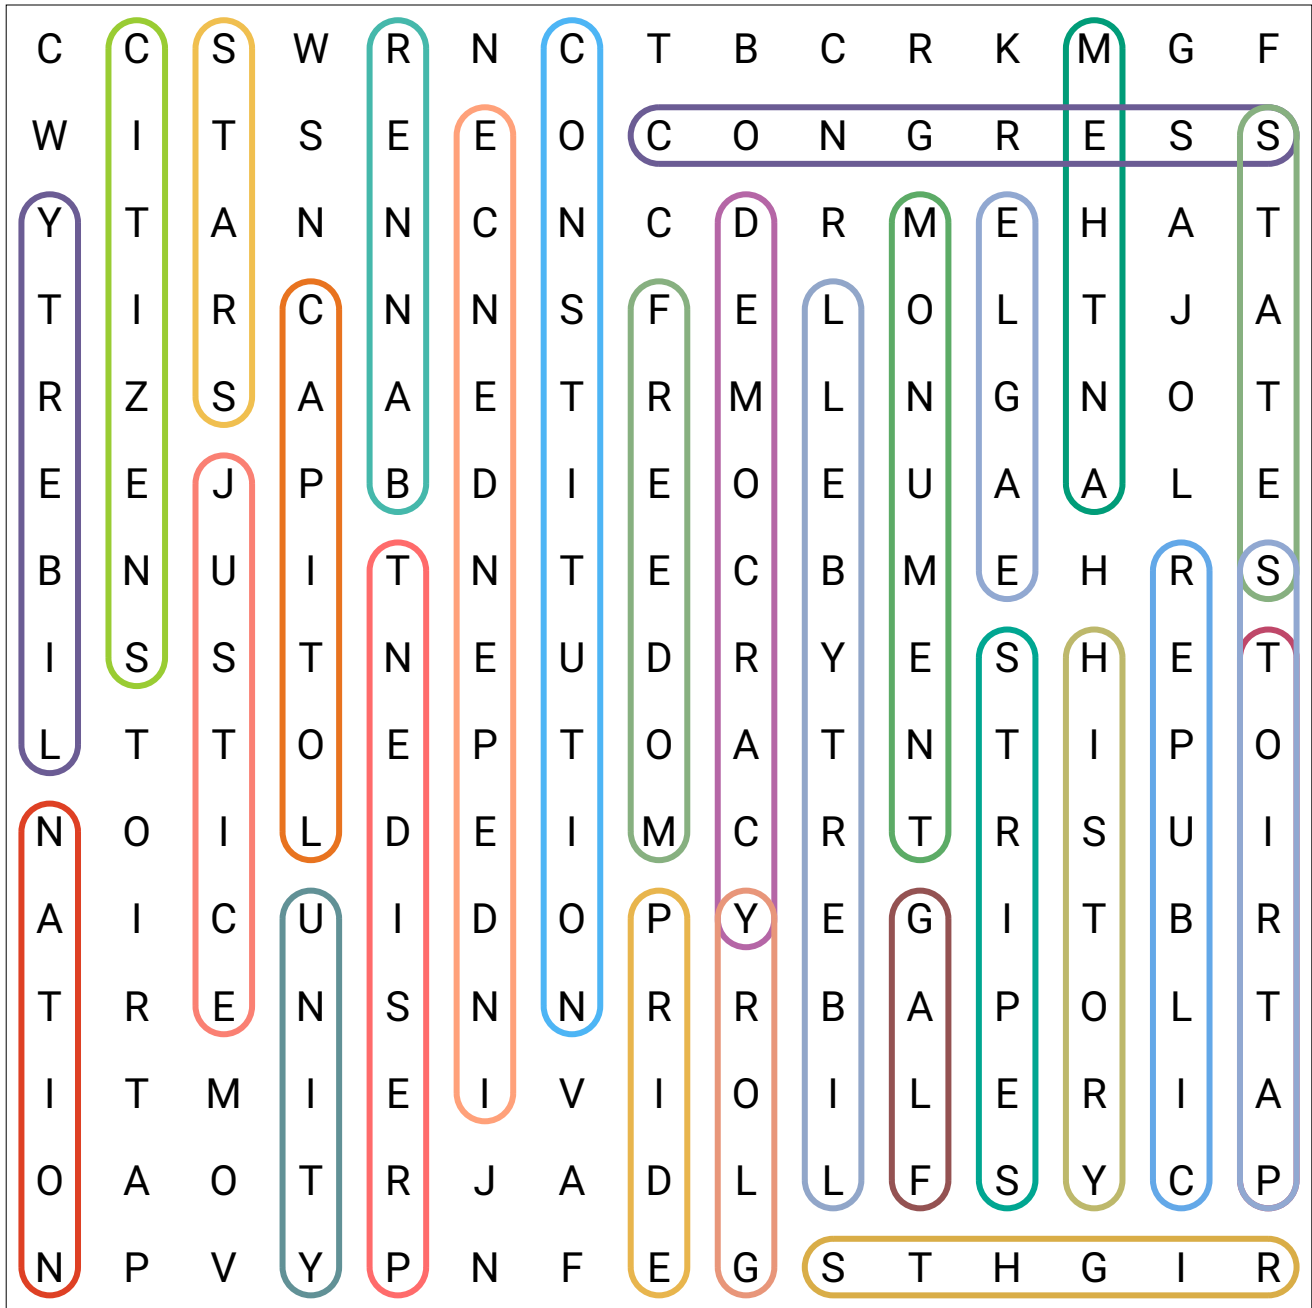 C C S W R N C T B C R K M G F
W I T S E E O C O N G R E S S
Y T A N N C N C D R M E H A T
T I R C N N S F E L O L T J A
R Z S A A E T R M L N G N O T
E E J P B D I E O E U A A L E
B N U I T N T E C B M E H R S
I S S T N E U D R Y E S H E T
L T T O E P T O A T N T I P O
N O I L D E I M C R T R S U I
A I C U I D O P Y E G I T B R
T R E N S N N R R B A P O L T
I T M I E I V I O I L E R I A
O A O T R J A D L L F S Y C P
N P V Y P N F E G S T H G I R